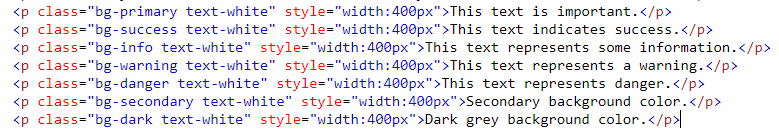 <p class="bg-primary text-white" style="width:400px">This text is important.</p>
<p class="bg-success text-white" style="width:400px">This text indicates success.</p>
<p class="bg-info text-white" style="width:400px">This text represents some information.</p>
<p class="bg-warning text-white" style="width:400px">This text represents a warning.</p>
<p class="bg-danger text-white" style="width:400px">This text represents danger.</p>
<p class="bg-secondary text-white" style="width:400px">Secondary background color.</p>
<p class="bg-dark text-white" style="width:400px">Dark grey background color.</p>